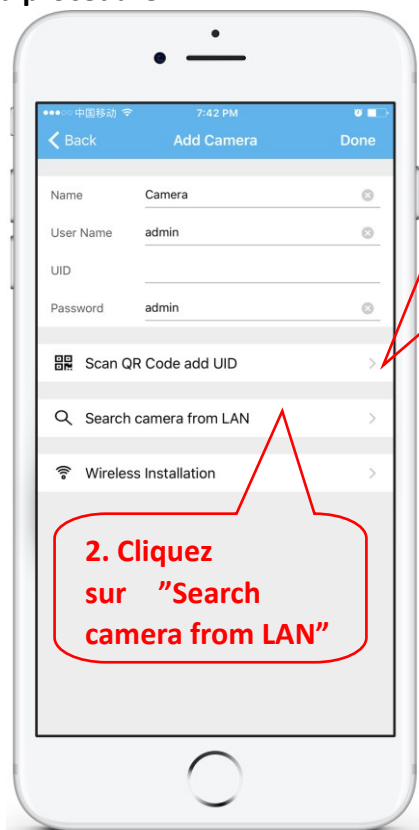 中国移动 7:42 PM
Back Add Camera Done
Name Camera
User Name admin
UID
Password admin
Scan QR Code add UID
Search camera from LAN
Wireless Installation
2. Cliquez
sur ”Search
camera from LAN”